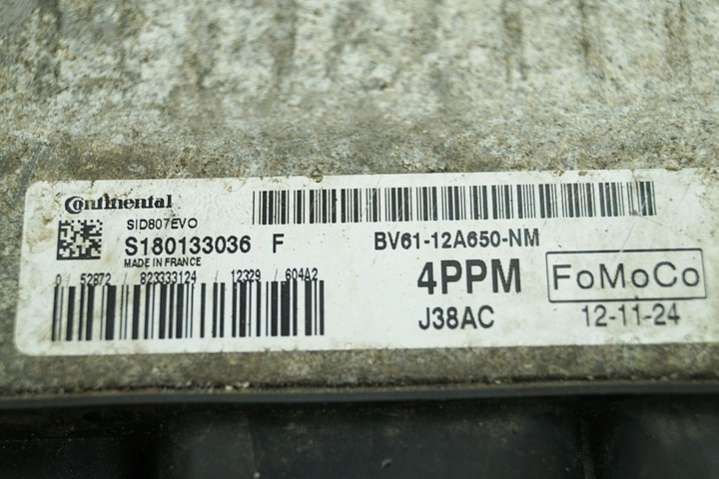 Continental
SID807EVO
S180133036 F
MADE IN FRANCE
0 / 52872 / 823333124 / 12329 / 604A2
BV61-12A650-NM
4PPM
FoMoCo
J38AC
12-11-24